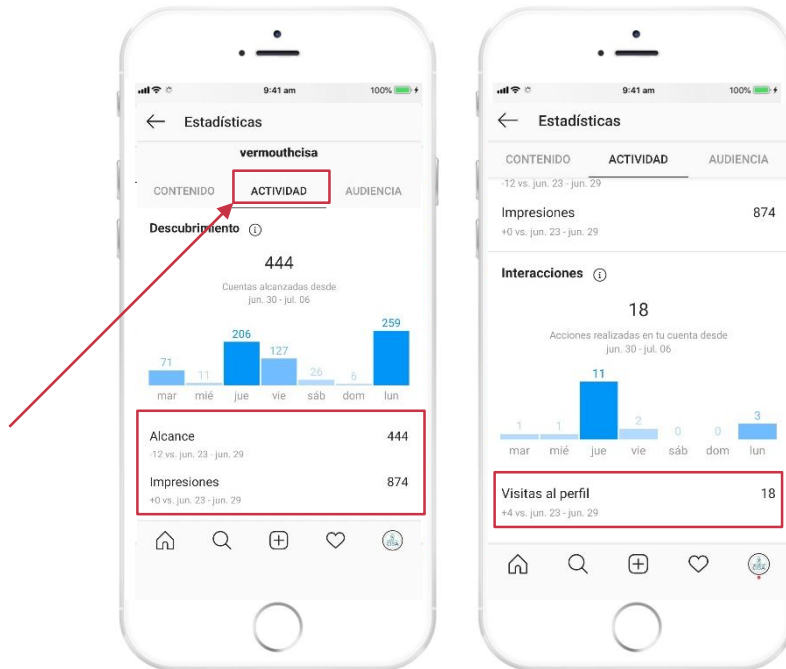 9:41 am 100%
Estadísticas
vermouthcisa
CONTENIDO ACTIVIDAD AUDIENCIA
Descubrimiento
444
Cuentas alcanzadas desde
jun. 30 - jul. 06
71 11 206 127 26 6 259
mar mié jue vie sáb dom lun
Alcance 444
-12 vs. jun. 23 - jun. 29
Impresiones 874
+0 vs. jun. 23 - jun. 29
9:41 am 100%
Estadísticas
CONTENIDO ACTIVIDAD AUDIENCIA
-12 vs. jun. 23 - jun. 29
Impresiones 874
+0 vs. jun. 23 - jun. 29
Interacciones
18
Acciones realizadas en tu cuenta desde
jun. 30 - jul. 06
1 1 11 2 0 0 3
mar mié jue vie sáb dom lun
Visitas al perfil 18
+4 vs. jun. 23 - jun. 29